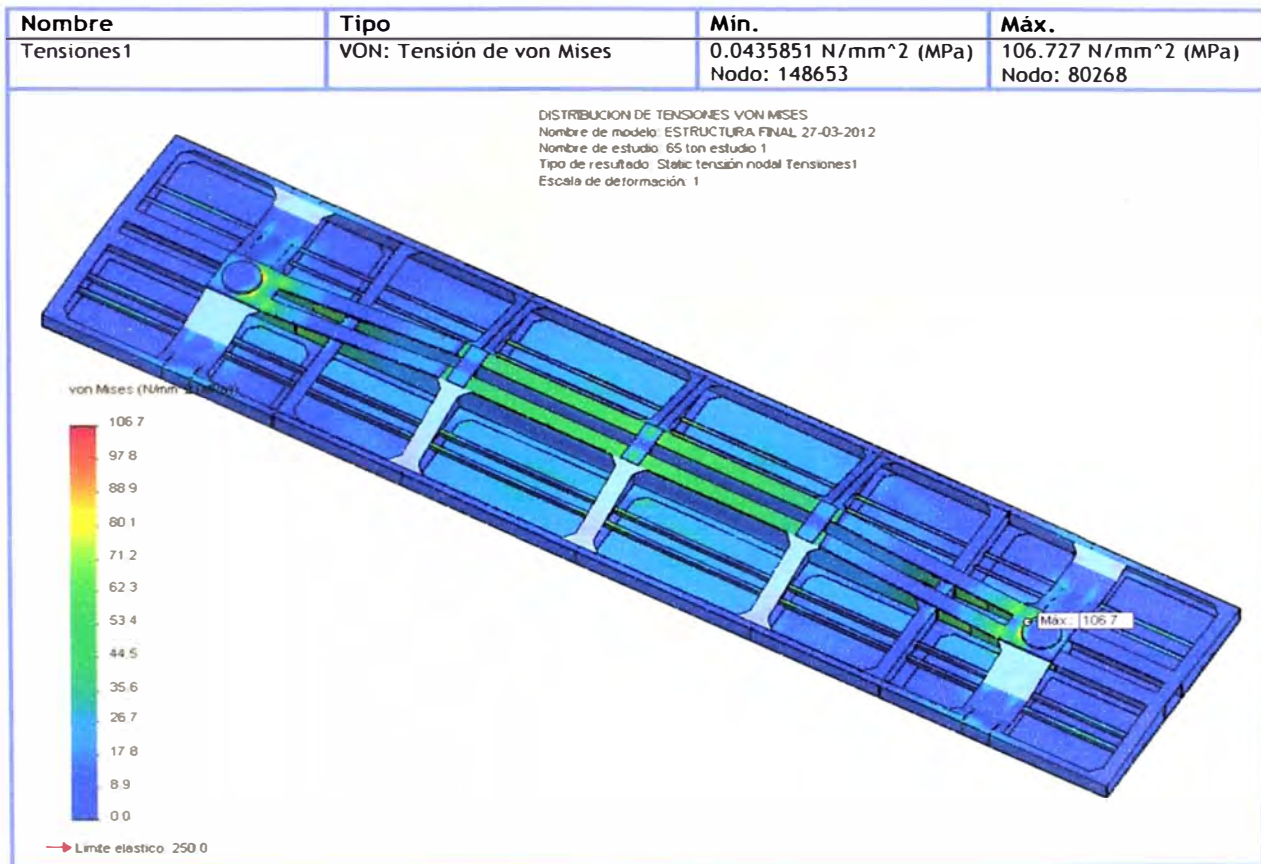 Nombre Tipo Mín. Máx.
Tensiones1 VON: Tensión de von Mises 0.0435851 N/mm^2 (MPa) 106.727 N/mm^2 (MPa)
Nodo: 148653 Nodo: 80268
DISTRIBUCION DE TENSIONES VON MISES
Nombre de modelo: ESTRUCTURA FINAL 27-03-2012
Nombre de estudio: 65 ton estudio 1
Tipo de resultado: Static tensión nodal Tensiones1
Escala de deformación: 1
von Mises (N/mm^2 (MPa))
106.7
97.8
88.9
80.1
71.2
62.3
53.4
44.5
35.6
26.7
17.8
8.9
0.0
Máx.: 106.7
Límite elástico: 250.0